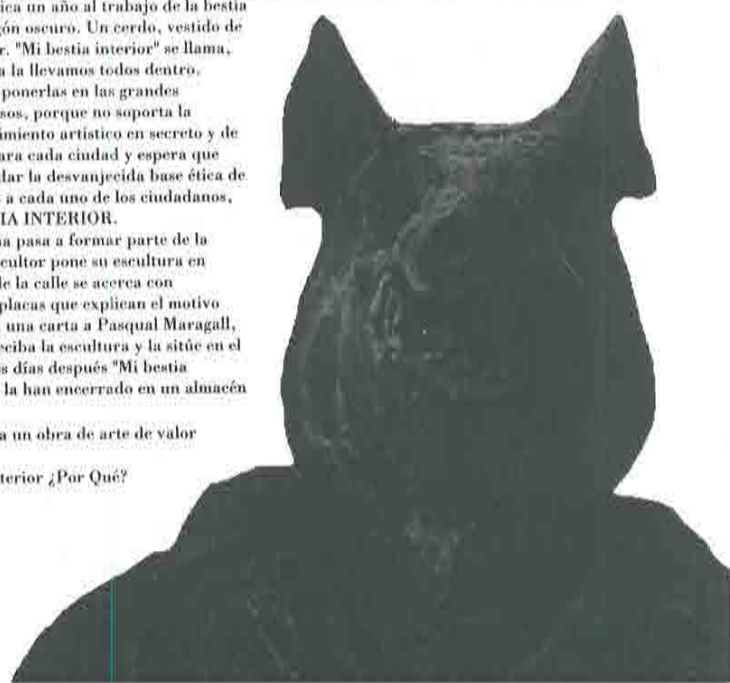 ica un año al trabajo de la bestia
ón oscuro. Un cerdo, vestido de
r. "Mi bestia interior" se llama,
a la llevamos todos dentro.
ponerlas en las grandes
sos, porque no soporta la
imiento artístico en secreto y de
ara cada ciudad y espera que
dar la desvanjecida base ética de
a cada uno de los ciudadanos,
IA INTERIOR.
na pasa a formar parte de la
cultor pone su escultura en
de la calle se acerca con
placas que explican el motivo
una carta a Pasqual Maragall,
eciba la escultura y la sitúe en el
s días después "Mi bestia
la han encerrado en un almacén
a un obra de arte de valor
terior ¿Por Qué?